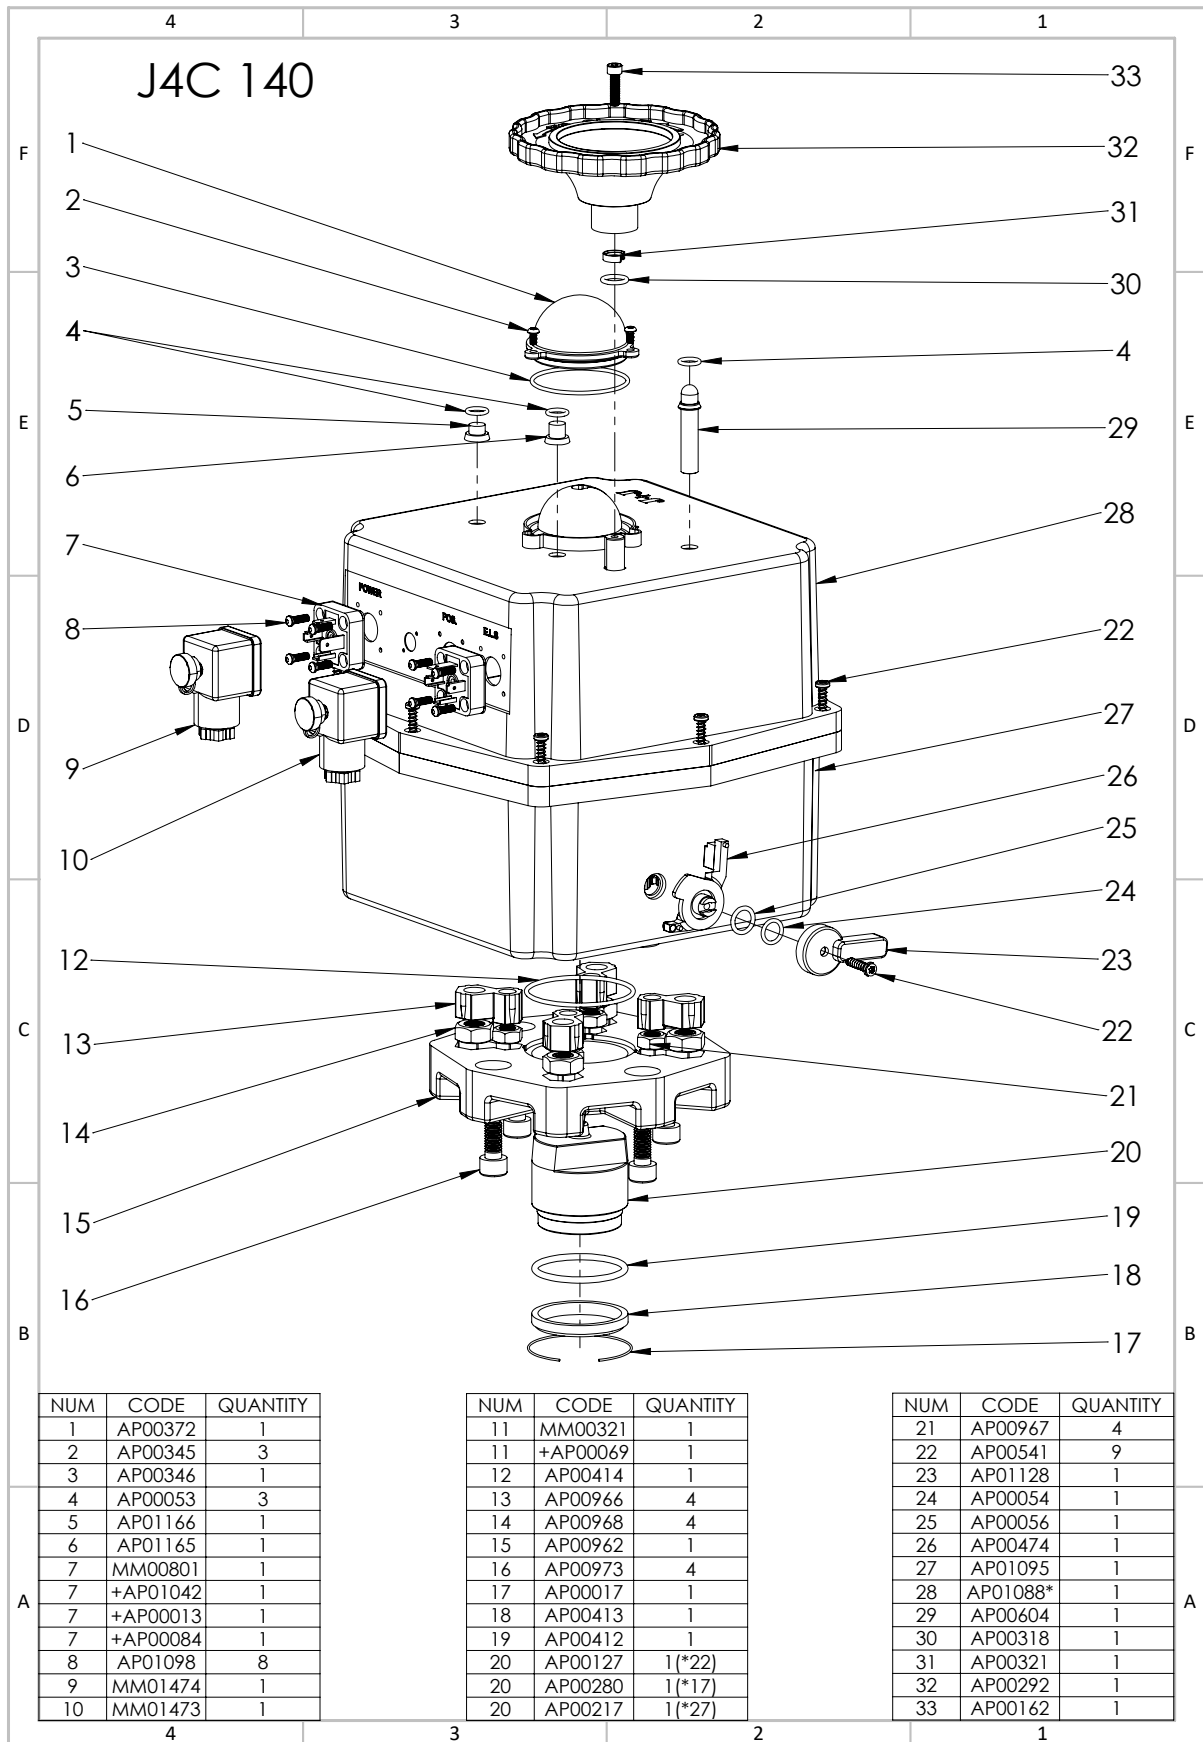 4 3 2 1
J4C 140
F
F
E
E
D
D
C
C
B
B
A
A
1
2
3
4
5
6
7
8
9
10
12
13
14
15
16
33
32
31
30
4
29
28
22
27
26
25
24
23
22
21
20
19
18
17
POWER
POS.
E.L.S
NUM CODE QUANTITY
1 AP00372 1
2 AP00345 3
3 AP00346 1
4 AP00053 3
5 AP01166 1
6 AP01165 1
7 MM00801 1
7 +AP01042 1
7 +AP00013 1
7 +AP00084 1
8 AP01098 8
9 MM01474 1
10 MM01473 1
NUM CODE QUANTITY
11 MM00321 1
11 +AP00069 1
12 AP00414 1
13 AP00966 4
14 AP00968 4
15 AP00962 1
16 AP00973 4
17 AP00017 1
18 AP00413 1
19 AP00412 1
20 AP00127 1(*22)
20 AP00280 1(*17)
20 AP00217 1(*27)
NUM CODE QUANTITY
21 AP00967 4
22 AP00541 9
23 AP01128 1
24 AP00054 1
25 AP00056 1
26 AP00474 1
27 AP01095 1
28 AP01088* 1
29 AP00604 1
30 AP00318 1
31 AP00321 1
32 AP00292 1
33 AP00162 1
4 3 2 1